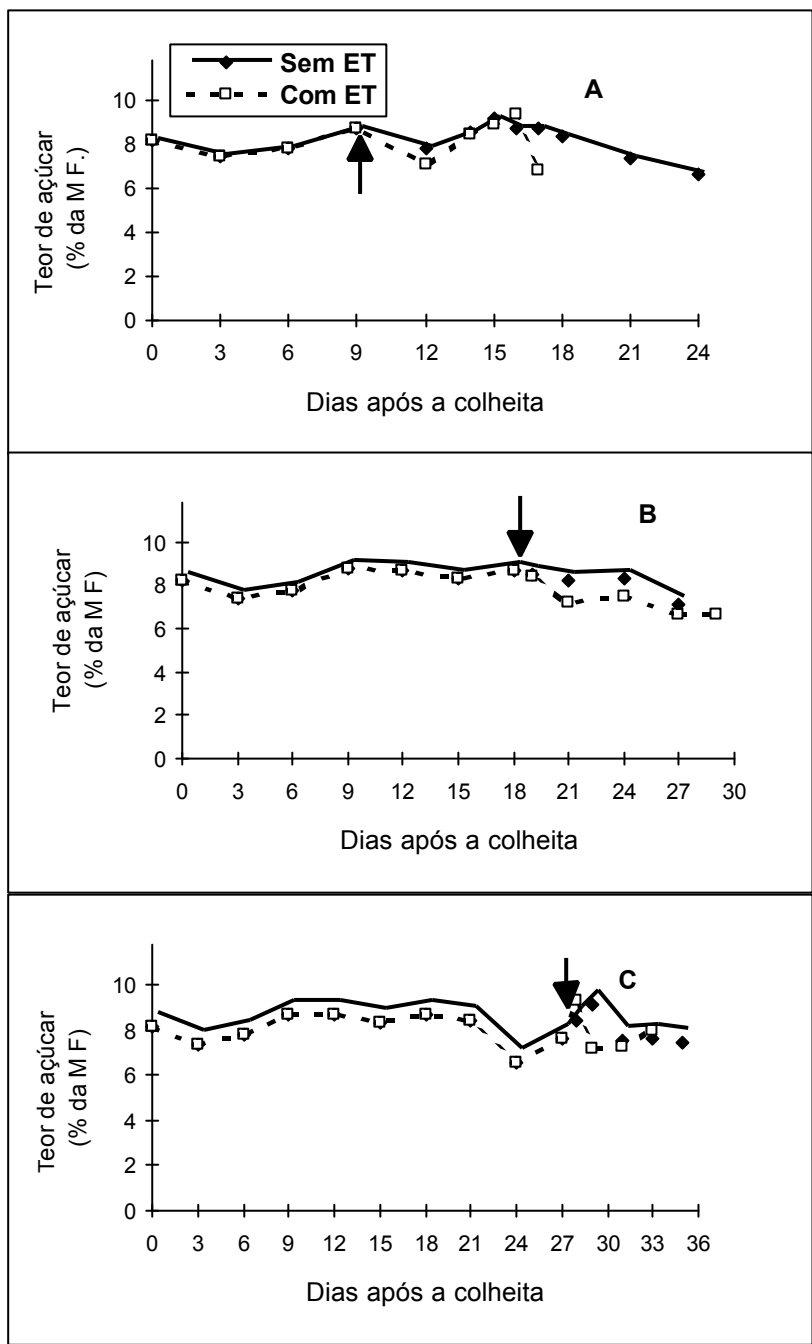 Sem ET
Com ET
A
Teor de açúcar
(% da M F.)
10
8
6
4
2
0
0 3 6 9 12 15 18 21 24
Dias após a colheita
B
Teor de açúcar
(% da M F)
10
8
6
4
2
0
0 3 6 9 12 15 18 21 24 27 30
Dias após a colheita
C
Teor de açúcar
(% da M F)
10
8
6
4
2
0
0 3 6 9 12 15 18 21 24 27 30 33 36
Dias após a colheita